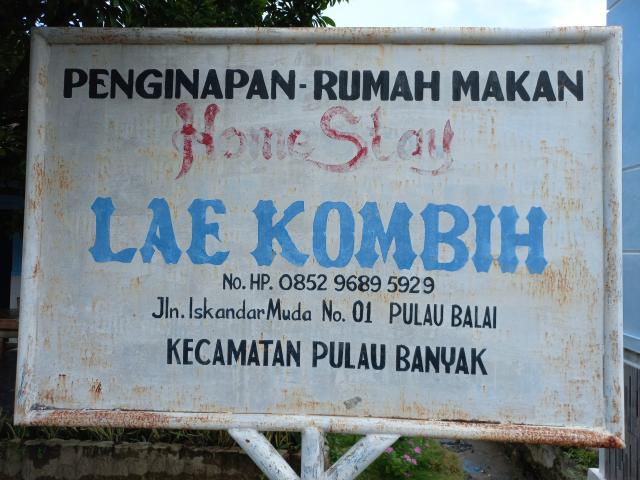 PENGINAPAN - RUMAH MAKAN
Home Stay
LAE KOMBIH
No. HP. 0852 9689 5929
Jln. Iskandar Muda No. 01 PULAU BALAI
KECAMATAN PULAU BANYAK